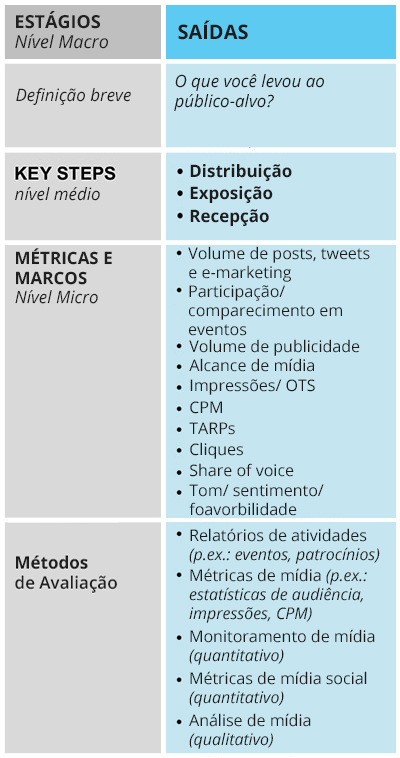 ESTÁGIOS
Nível Macro
SAÍDAS
Definição breve
O que você levou ao
público-alvo?
KEY STEPS
nível médio
• Distribuição
• Exposição
• Recepção
MÉTRICAS E
MARCOS
Nível Micro
• Volume de posts, tweets
e e-marketing
• Participação/
comparecimento em
eventos
• Volume de publicidade
• Alcance de mídia
• Impressões/ OTS
• CPM
• TARPs
• Cliques
• Share of voice
• Tom/ sentimento/
foavorbilidade
Métodos
de Avaliação
• Relatórios de atividades
(p.ex.: eventos, patrocínios)
• Métricas de mídia (p.ex.:
estatísticas de audiência,
impressões, CPM)
• Monitoramento de mídia
(quantitativo)
• Métricas de mídia social
(quantitativo)
• Análise de mídia
(qualitativo)